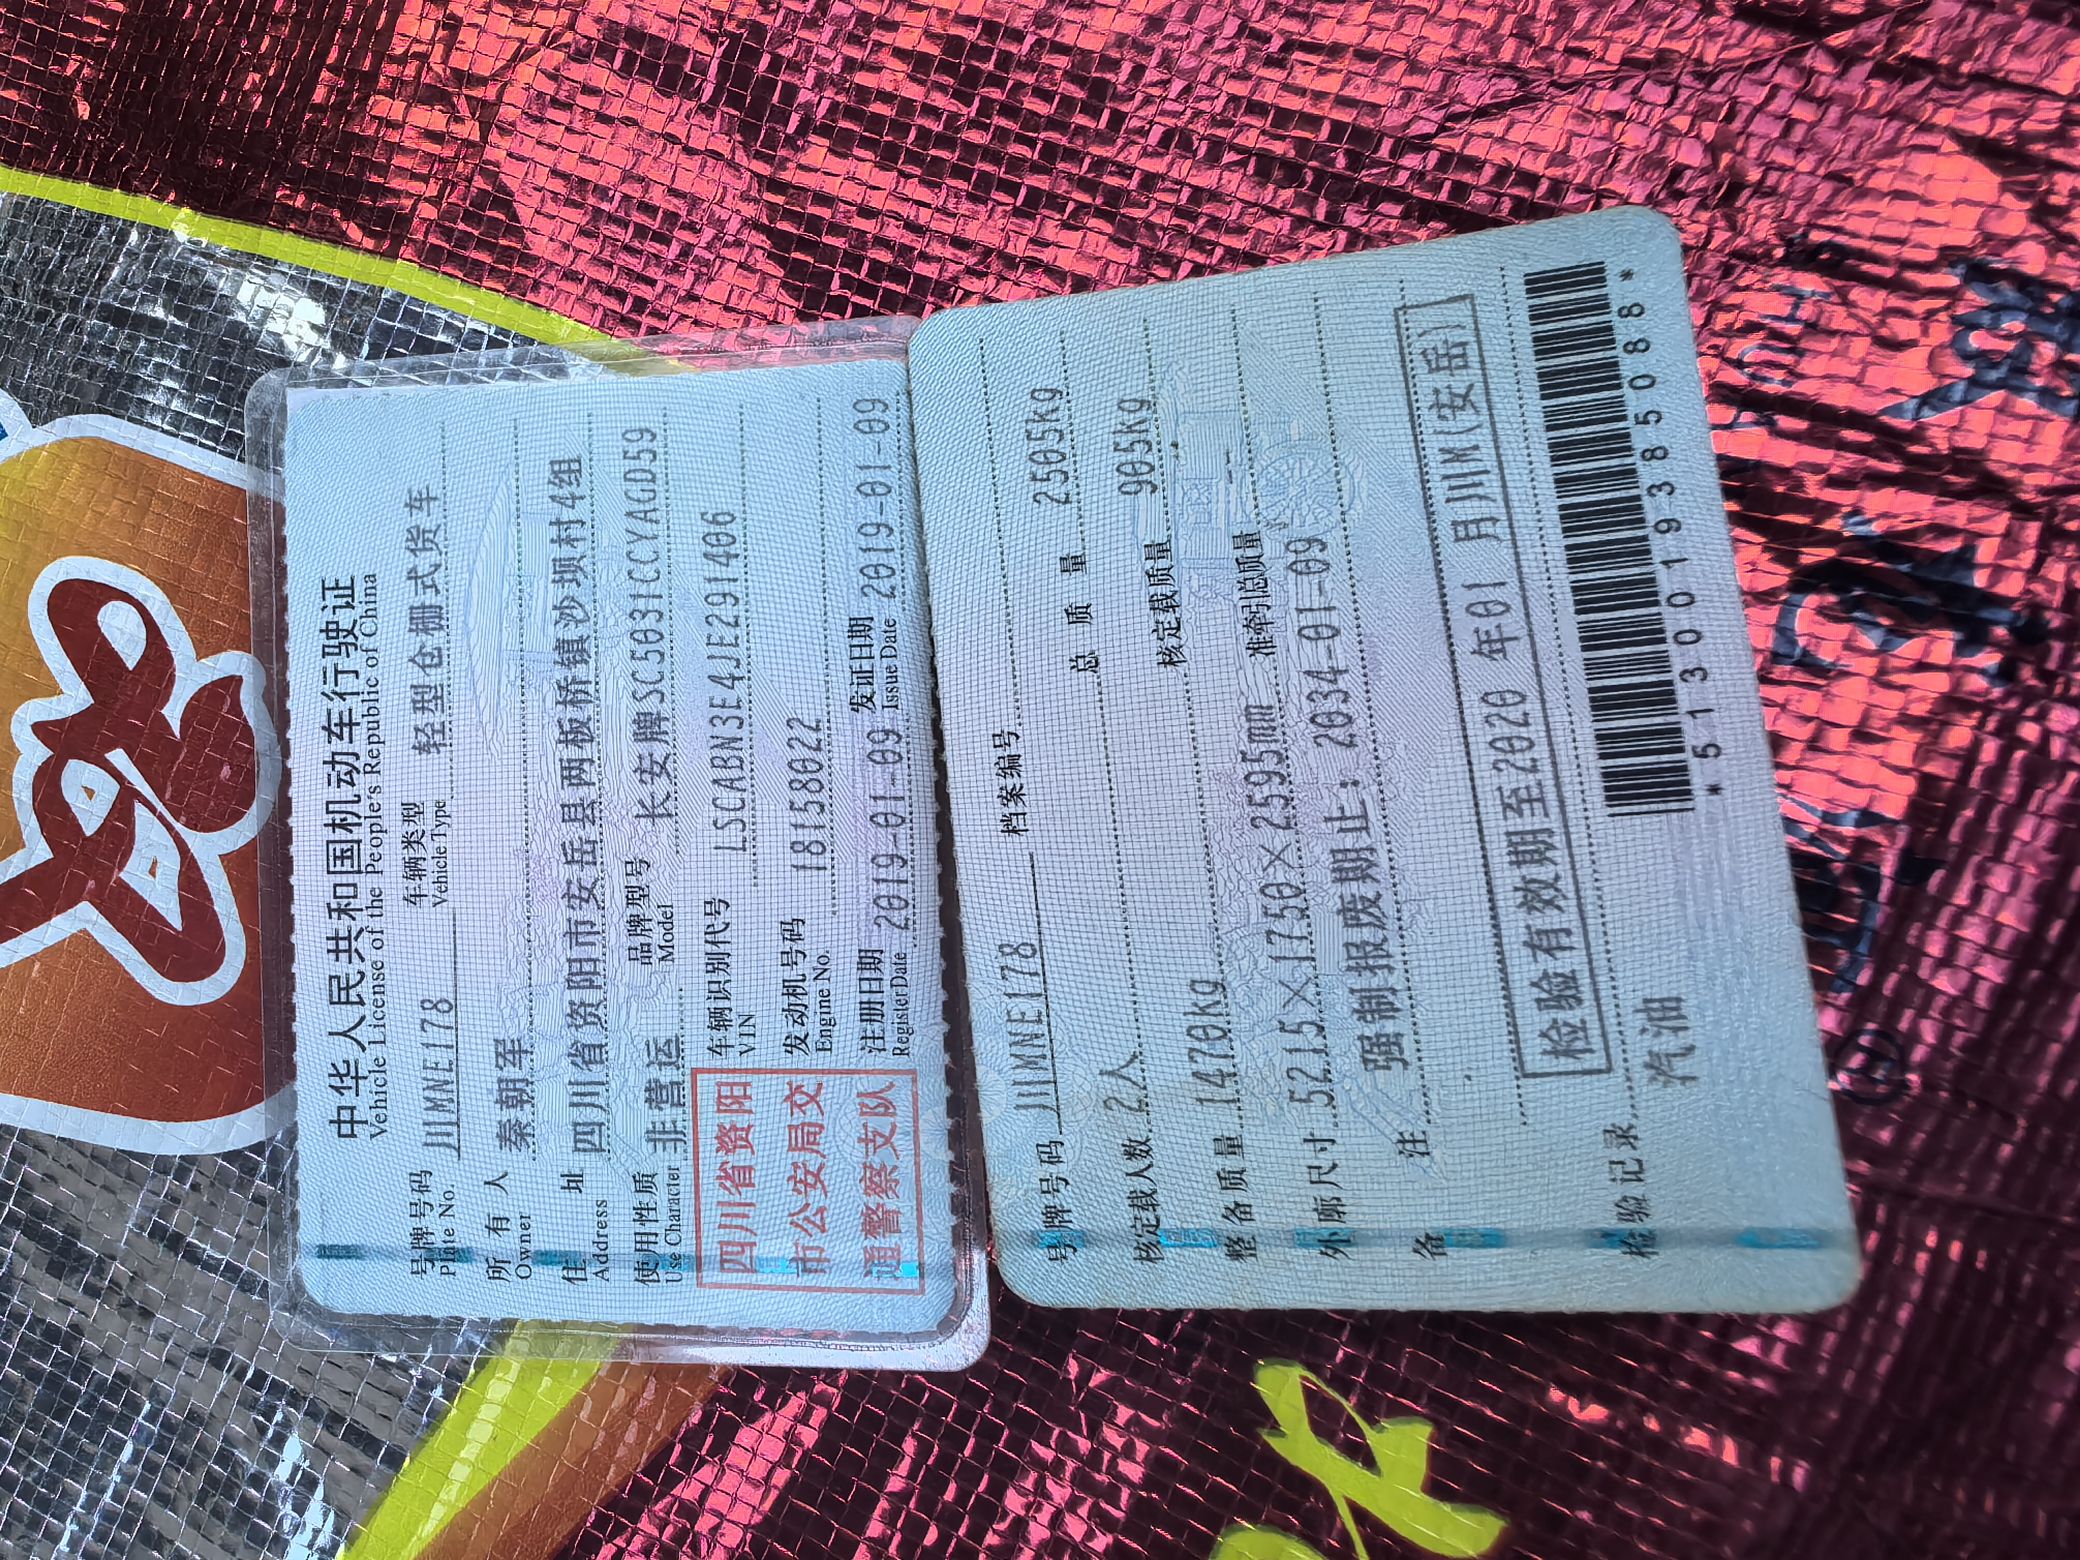 中华人民共和国机动车行驶证
Vehicle License of the People's Republic of China
号牌号码 川MNE178 车辆类型 轻型仓栅式货车
Plate No. Vehicle Type
所有人 秦朝军
Owner
住址 四川省资阳市安岳县两板桥镇沙坝村4组
Address
使用性质 非营运 品牌型号 长安牌SC5031CCYAGD59
Use Character Model
四川省资阳
市公安局交
通警察支队
车辆识别代号 LSCABN3E4JE291406
VIN
发动机号码 18158022
Engine No.
注册日期 2019-01-09 发证日期 2019-01-09
Register Date Issue Date
号牌号码 川MNE178 档案编号
核定载人数 2人 总质量 2505Kg
整备质量 1470Kg 核定载质量 905Kg
外廓尺寸 5215×1750×2595mm 准牵引总质量 --
备注 强制报废期止：2034-01-09
检验有效期至2020 年01 月川M(安岳)
检验记录
汽油
*5130019385088*